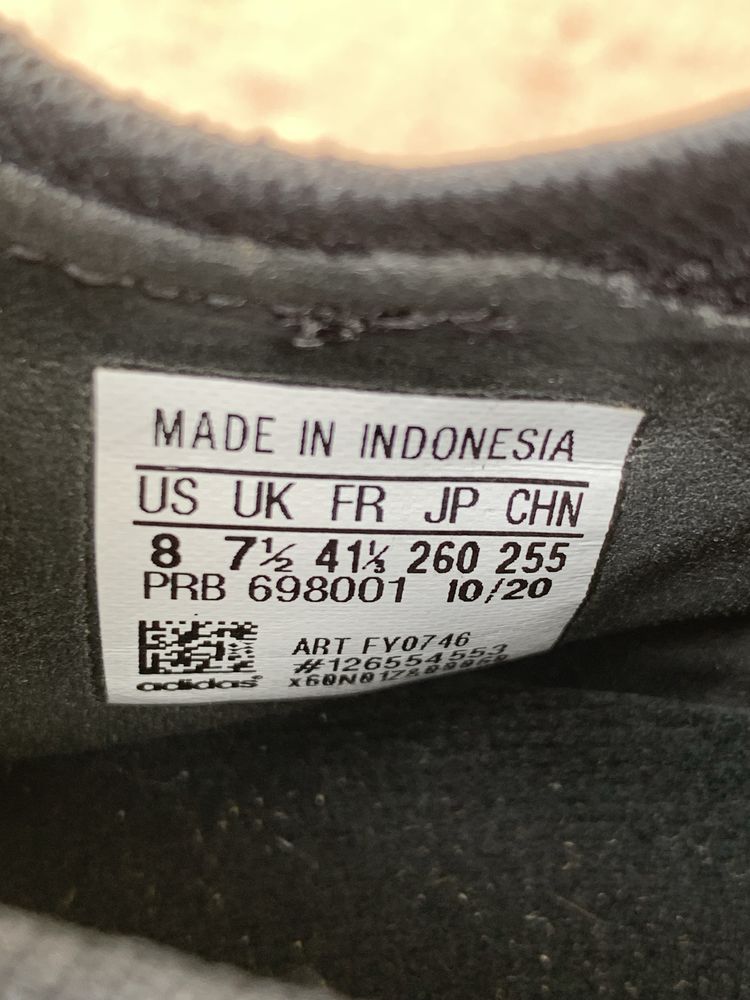 MADE IN INDONESIA
US UK FR JP CHN
8 7½ 41⅓ 260 255
PRB 698001 10/20
ART FY0746
#126554553
adidas